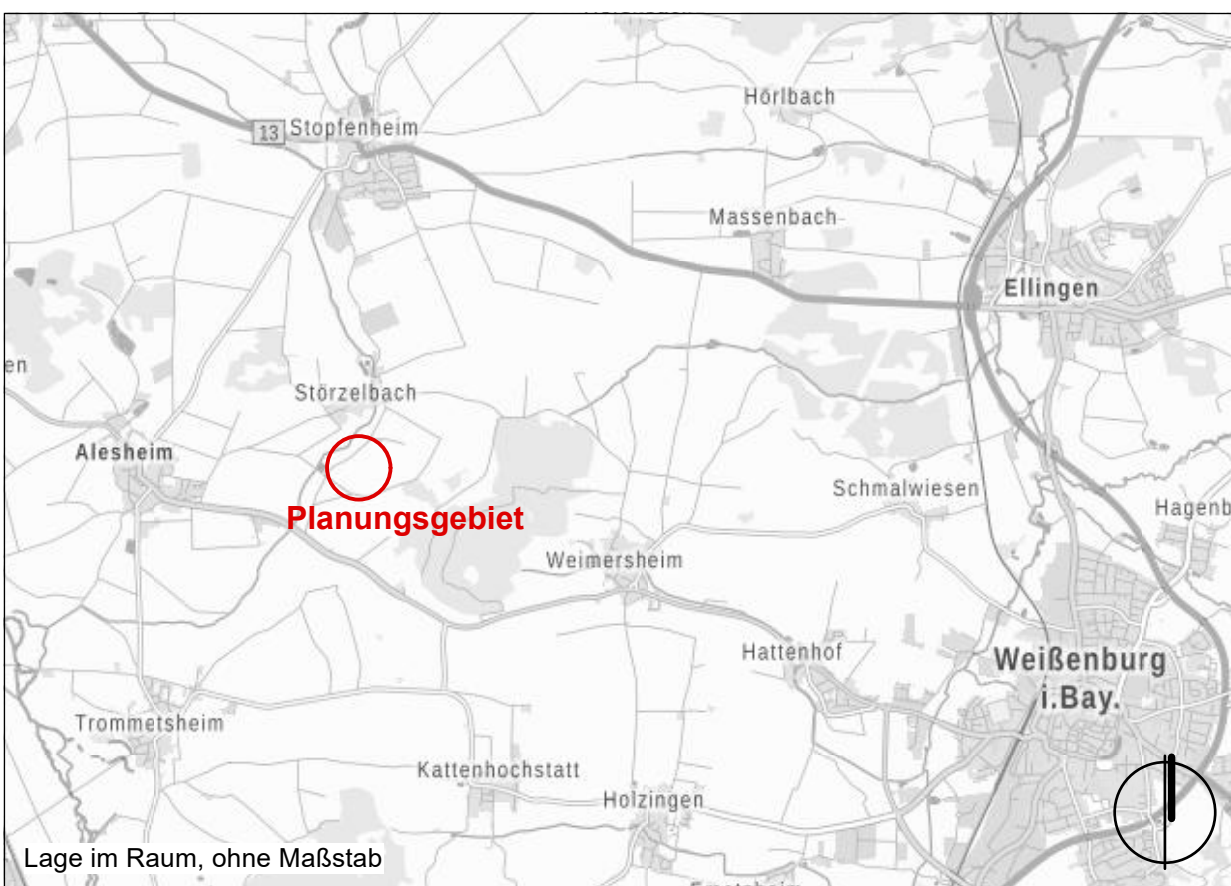 Hörlbach
13 Stopfenheim
Massenbach
Ellingen
en
Störzelbach
Alesheim
Schmalwiesen
Hagenb
Planungsgebiet
Weimersheim
Hattenhof
Weißenburg
i.Bay.
Trommetsheim
Kattenhochstatt
Holzingen
Lage im Raum, ohne Maßstab